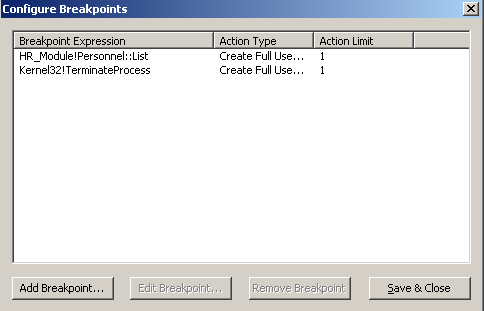 Configure Breakpoints
Breakpoint Expression Action Type Action Limit
HR_Module!Personnel::List Create Full Use... 1
Kernel32!TerminateProcess Create Full Use... 1
Add Breakpoint... Edit Breakpoint... Remove Breakpoint Save & Close